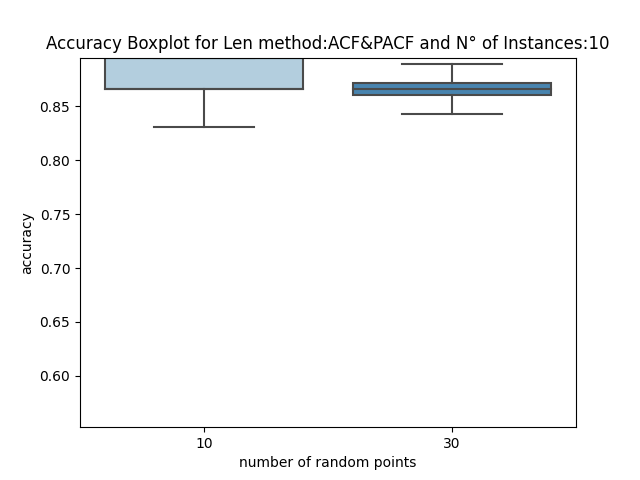 Accuracy Boxplot for Len method:ACF&PACF and N° of Instances:10
accuracy
0.85
0.80
0.75
0.70
0.65
0.60
10 30
number of random points